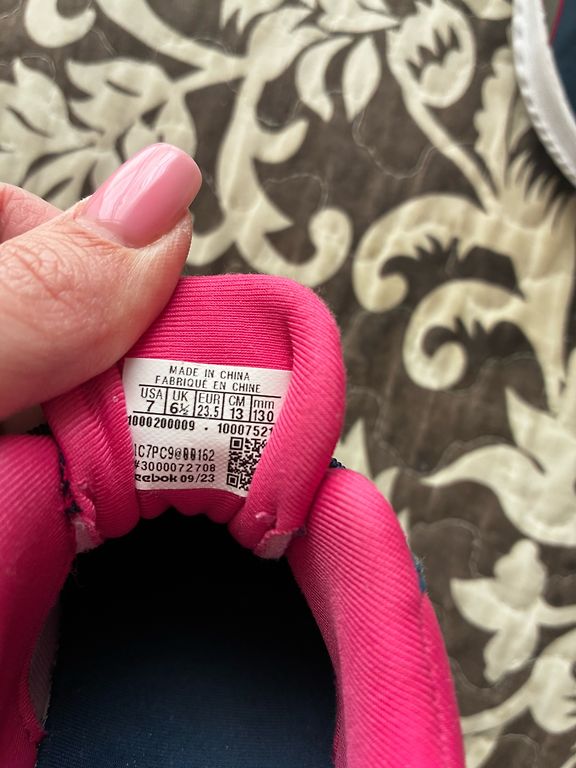 MADE IN CHINA
FABRIQUÉ EN CHINE
USA UK EUR CM mm
7 6½ 23.5 13 130
1000200009 • 10007521
#3000072708
eebok 09/23